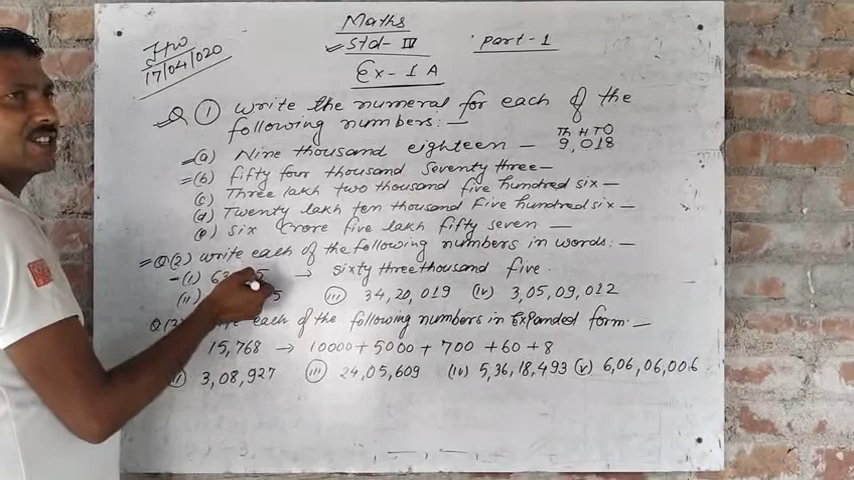 Maths
Std- IV
part-1
17/04/020
Ex-1A
Q ① write the numeral for each of the
following numbers:-
Th H T O
(a) Nine thousand eighteen - 9,018
(b) fifty four thousand Seventy three-
(c) Three lakh two thousand five hundred six-
(d) Twenty lakh ten thousand Five hundred six-
(e) Six Crore five lakh fifty seven -
Q(2) write each of the following numbers in words:-
(i) → sixty three thousand five.
(ii) (iii) 34,20,019 (iv) 3,05,09,012
each of the following numbers in Expanded form:-
15,768 → 10000+5000+700+60+8
3,08,927 (iii) 24,05,609 (iv) 5,36,18,493 (v) 6,06,06,006